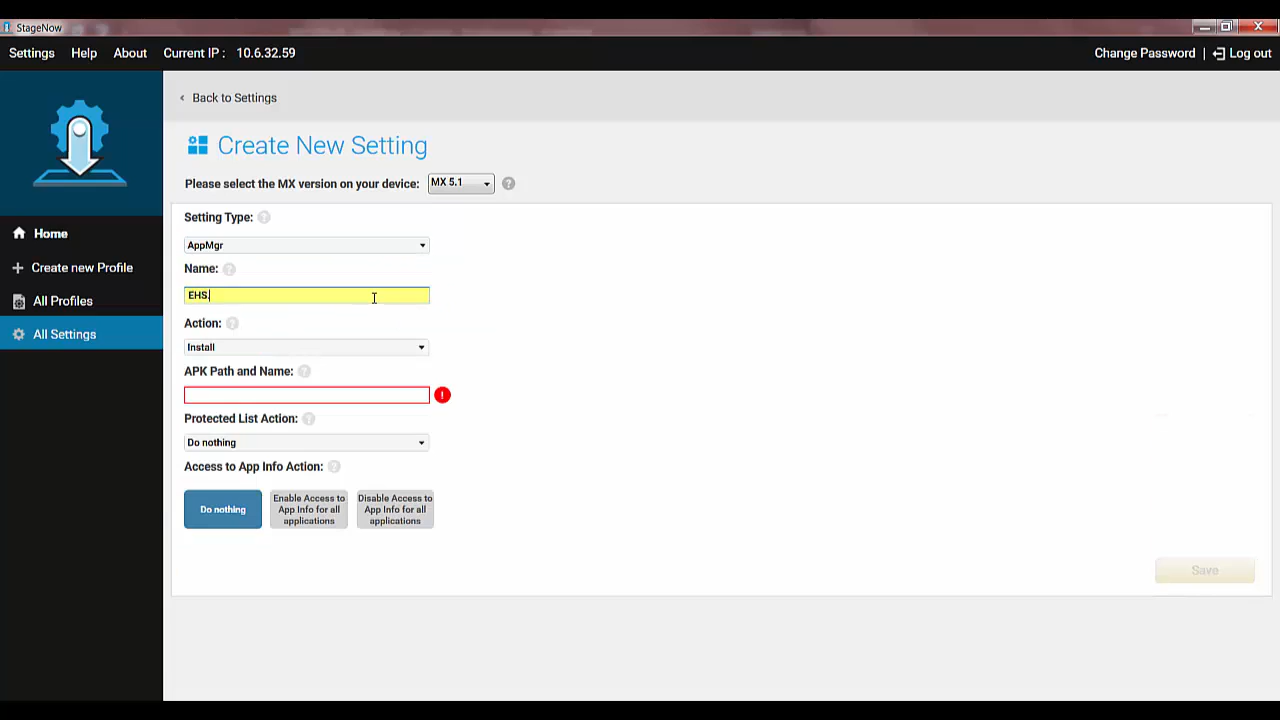 StageNow
Settings Help About Current IP : 10.6.32.59 Change Password | Log out
‹ Back to Settings
Create New Setting
Please select the MX version on your device: MX 5.1 ?
Setting Type: ?
AppMgr
Home
Name: ?
Create new Profile
EHS.
All Profiles
Action: ?
All Settings
Install
APK Path and Name: ?
!
Protected List Action: ?
Do nothing
Access to App Info Action: ?
Do nothing
Enable Access to
App Info for all
applications
Disable Access to
App Info for all
applications
Save